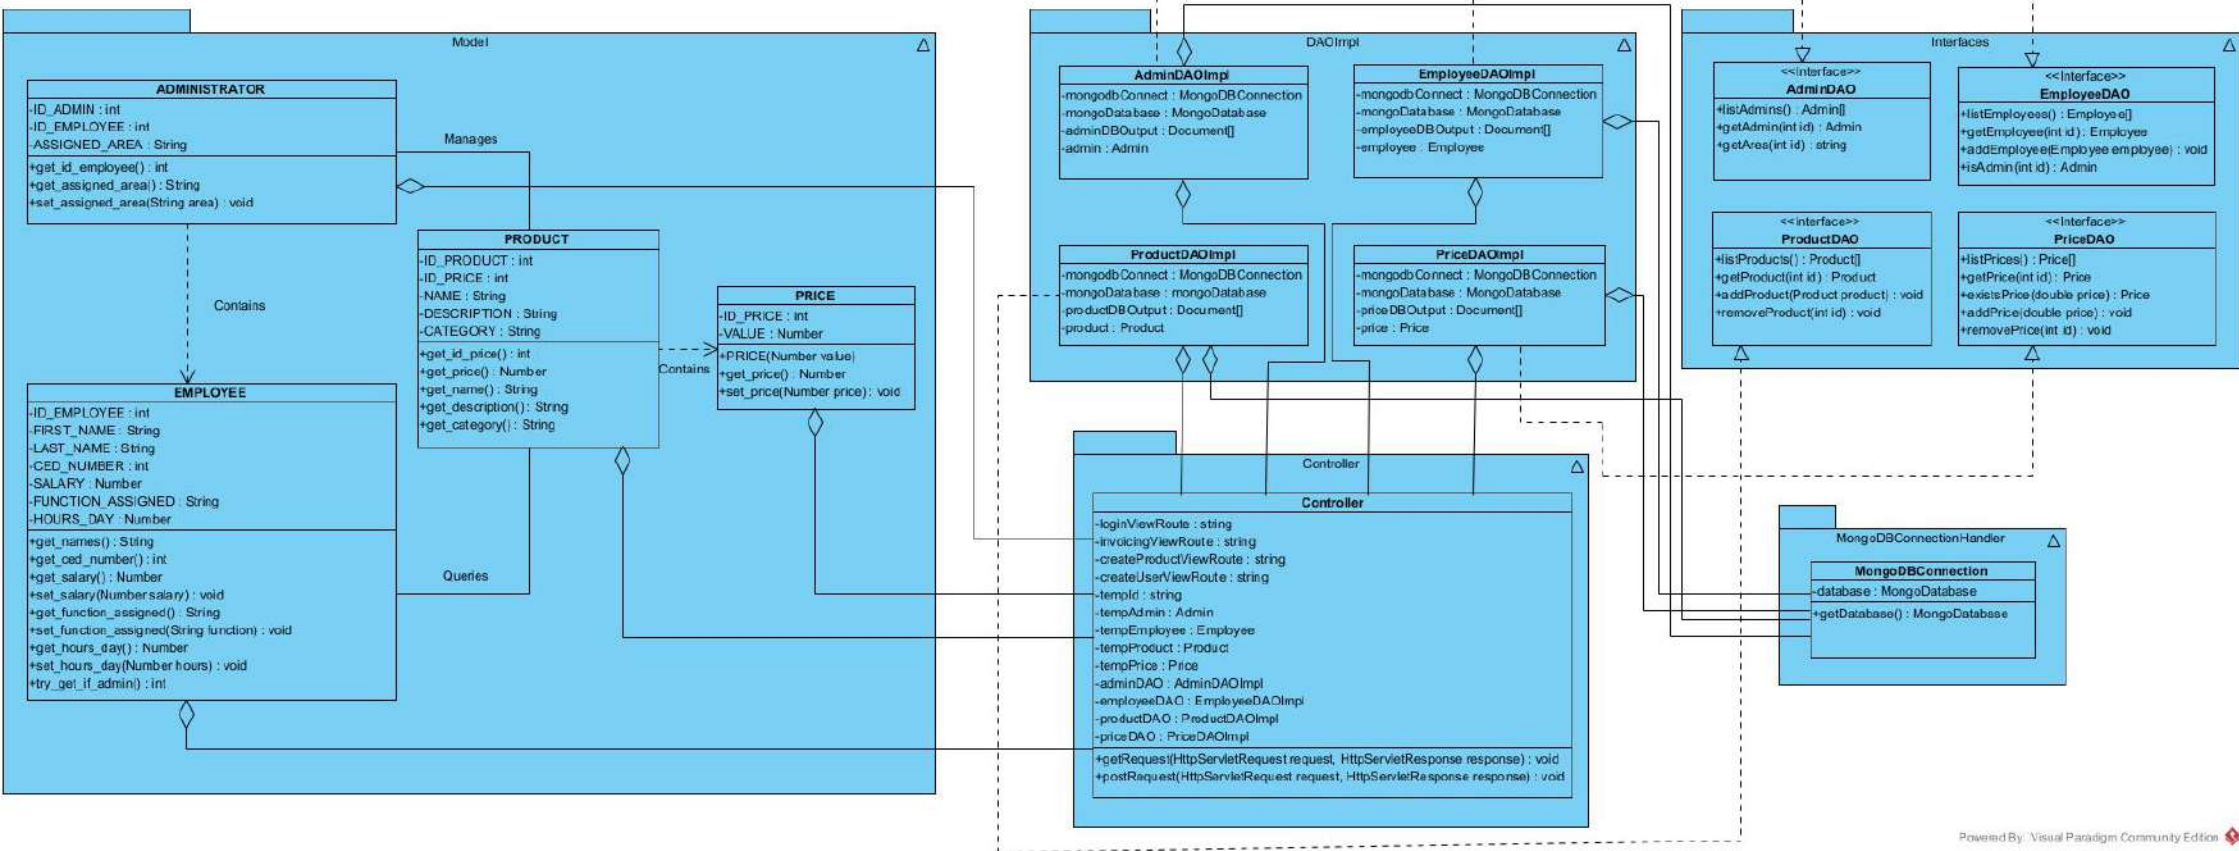 Model
ADMINISTRATOR
-ID_ADMIN : int
-ID_EMPLOYEE : int
-ASSIGNED_AREA : String
+get_id_employee() : int
+get_assigned_area() : String
+set_assigned_area(String area) : void
Manages
Contains
PRODUCT
-ID_PRODUCT : int
-ID_PRICE : int
-NAME : String
-DESCRIPTION : String
-CATEGORY : String
+get_id_price() : int
+get_price() : Number
+get_name() : String
+get_description() : String
+get_category() : String
Contains
PRICE
-ID_PRICE : int
-VALUE : Number
+PRICE(Number value)
+get_price() : Number
+set_price(Number price) : void
EMPLOYEE
-ID_EMPLOYEE : int
-FIRST_NAME : String
-LAST_NAME : String
-CED_NUMBER : int
-SALARY : Number
-FUNCTION_ASSIGNED : String
-HOURS_DAY : Number
+get_names() : String
+get_ced_number() : int
+get_salary() : Number
+set_salary(Number salary) : void
+get_function_assigned() : String
+set_function_assigned(String function) : void
+get_hours_day() : Number
+set_hours_day(Number hours) : void
+try_get_if_admin() : int
Queries
DAOImpl
AdminDAOImpl
-mongodbConnect : MongoDBConnection
-mongoDatabase : MongoDatabase
-adminDBOutput : Document[]
-admin : Admin
EmployeeDAOImpl
-mongodbConnect : MongoDBConnection
-mongoDatabase : MongoDatabase
-employeeDBOutput : Document[]
-employee : Employee
ProductDAOImpl
-mongodbConnect : MongoDBConnection
-mongoDatabase : mongoDatabase
-productDBOutput : Document[]
-product : Product
PriceDAOImpl
-mongodbConnect : MongoDBConnection
-mongoDatabase : MongoDatabase
-priceDBOutput : Document[]
-price : Price
Controller
Controller
-loginViewRoute : string
-invoicingViewRoute : string
-createProductViewRoute : string
-createUserViewRoute : string
-tempId : string
-tempAdmin : Admin
-tempEmployee : Employee
-tempProduct : Product
-tempPrice : Price
-adminDAO : AdminDAOImpl
-employeeDAO : EmployeeDAOImpl
-productDAO : ProductDAOImpl
-priceDAO : PriceDAOImpl
+getRequest(HttpServletRequest request, HttpServletResponse response) : void
+postRequest(HttpServletRequest request, HttpServletResponse response) : void
Interfaces
<<Interface>>
AdminDAO
+listAdmins() : Admin[]
+getAdmin(int id) : Admin
+getArea(int id) : string
<<Interface>>
EmployeeDAO
+listEmployees() : Employee[]
+getEmployee(int id) : Employee
+addEmployee(Employee employee) : void
+isAdmin(int id) : Admin
<<Interface>>
ProductDAO
+listProducts() : Product[]
+getProduct(int id) : Product
+addProduct(Product product) : void
+removeProduct(int id) : void
<<Interface>>
PriceDAO
+listPrices() : Price[]
+getPrice(int id) : Price
+existsPrice(double price) : Price
+addPrice(double price) : void
+removePrice(int id) : void
MongoDBConnectionHandler
MongoDBConnection
-database : MongoDatabase
+getDatabase() : MongoDatabase
Powered By: Visual Paradigm Community Edition